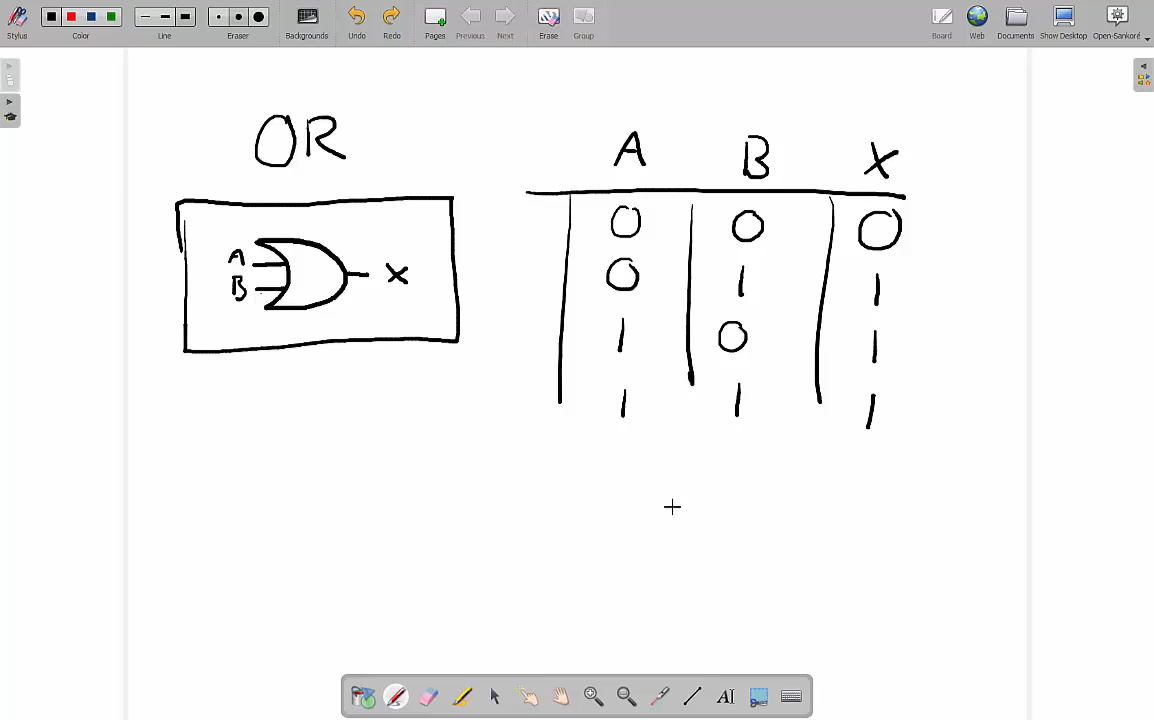 Stylus Color Line Eraser Backgrounds Undo Redo Pages Previous Next Erase Group Board Web Documents Show Desktop Open-Sankoré
OR
A B X
A
B
X
0 0 0
0 1 1
1 0 1
1 1 1
AI